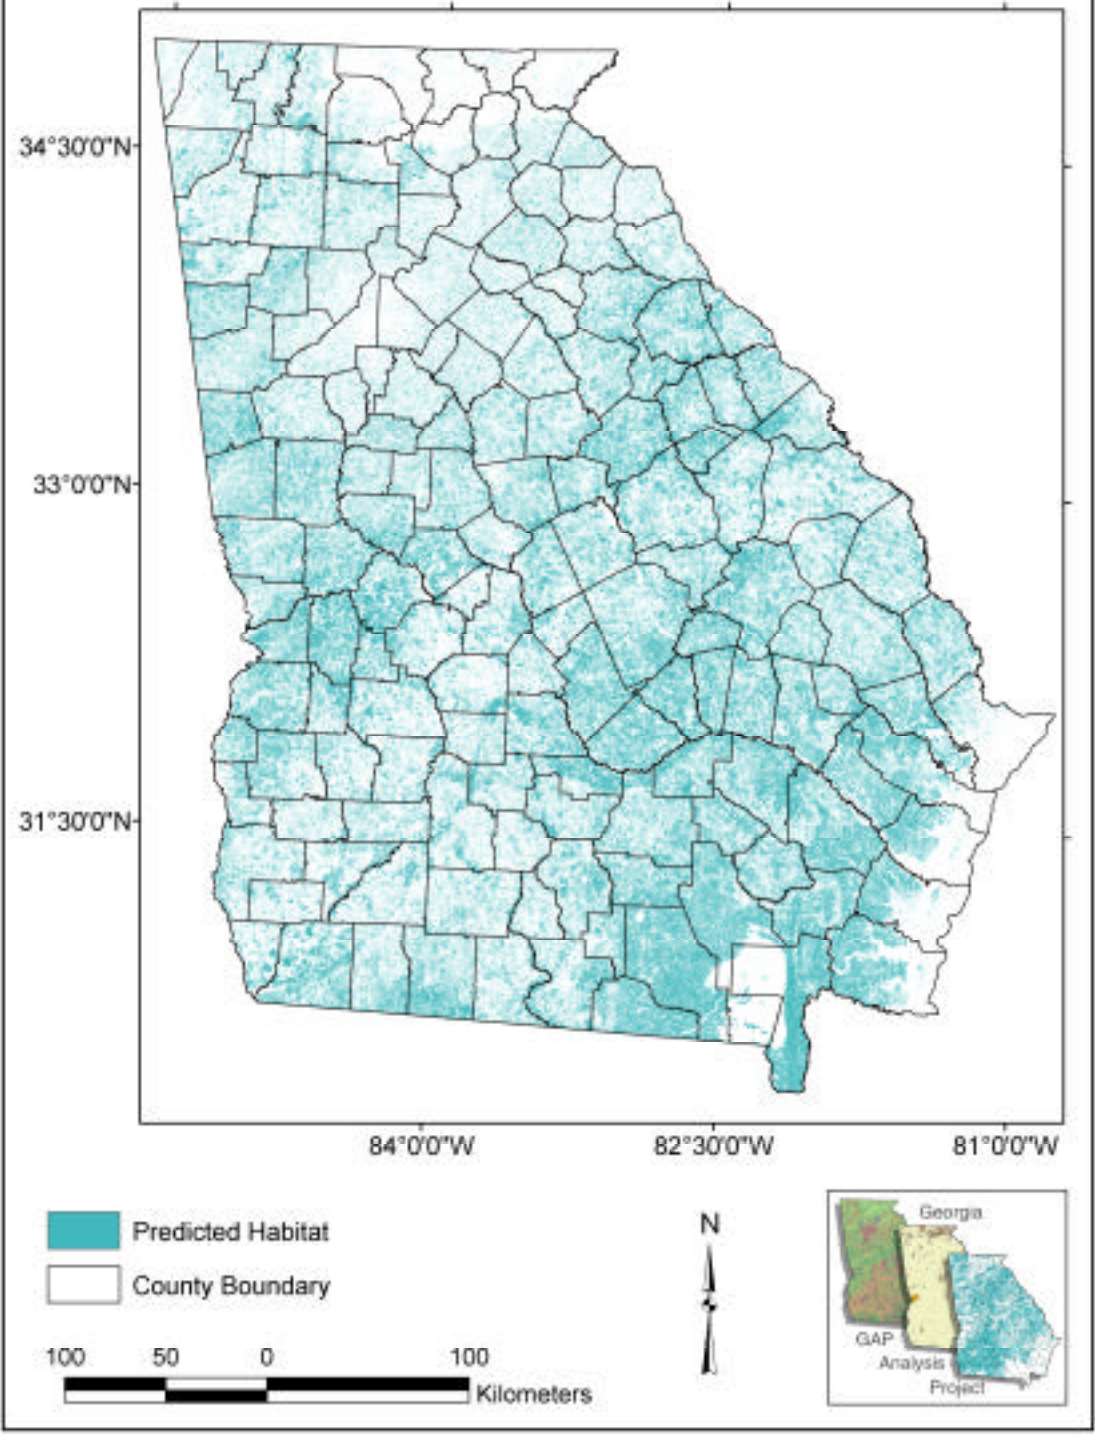 34°30'0"N
33°0'0"N
31°30'0"N
84°0'0"W
82°30'0"W
81°0'0"W
Predicted Habitat
County Boundary
100 50 0 100
Kilometers
N
Georgia
GAP
Analysis
Project